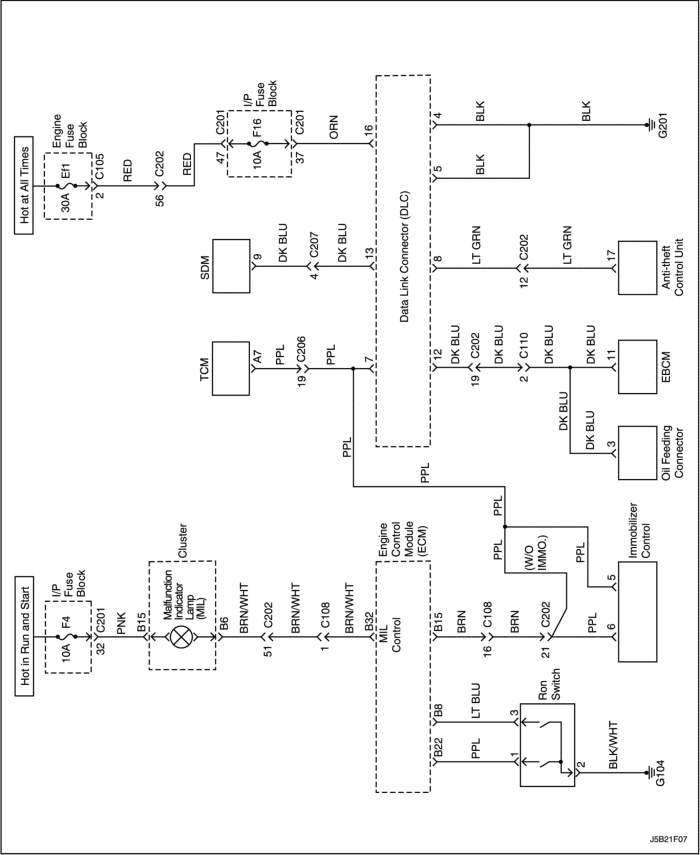 Hot in Run and Start
Hot at All Times
I/P
Fuse
Block
F4
10A
C201
32
PNK
B15
Cluster
Malfunction
Indicator
Lamp
(MIL)
B6
BRN/WHT
C202
51
BRN/WHT
C108
1
BRN/WHT
B32
Engine
Control
Module
(ECM)
MIL
Control
B22
B8
B15
PPL
LT BLU
BRN
C108
16
BRN
C202
21
PPL
6
1
3
Ron
Switch
2
BLK/WHT
G104
(W/O
IMMO.)
PPL
PPL
PPL
5
Immobilizer
Control
PPL
PPL
TCM
A7
PPL
C206
19
PPL
7
SDM
9
DK BLU
C207
4
DK BLU
13
Engine
Fuse
Block
Ef1
30A
C105
2
RED
C202
56
RED
C201
47
I/P
Fuse
Block
F16
10A
C201
37
ORN
16
Data Link Connector (DLC)
12
DK BLU
C202
19
DK BLU
C110
2
DK BLU
DK BLU
11
EBCM
DK BLU
DK BLU
3
Oil Feeding
Connector
8
LT GRN
C202
12
LT GRN
17
Anti-theft
Control Unit
5
BLK
4
BLK
BLK
G201
J5B21F07